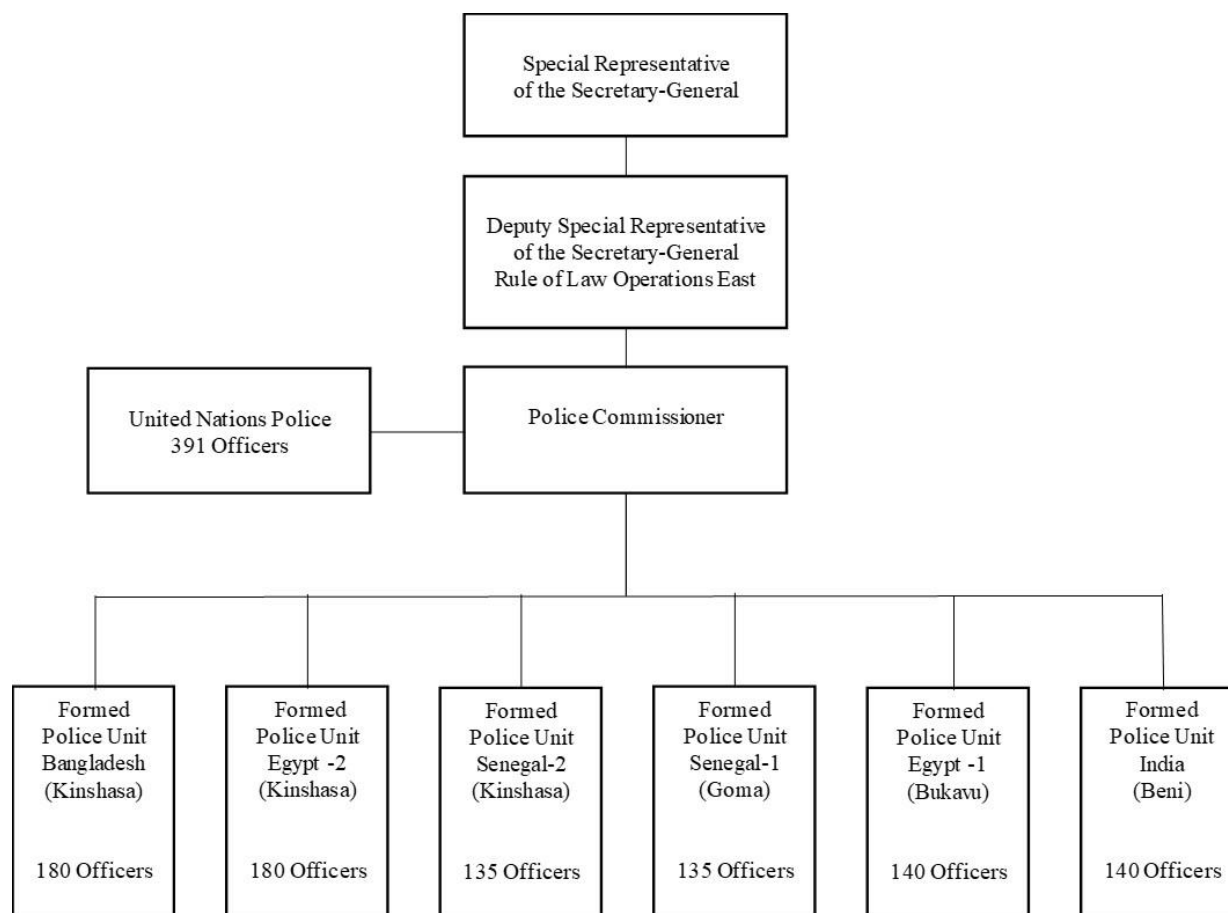 Special Representative
of the Secretary-General
Deputy Special Representative
of the Secretary-General
Rule of Law Operations East
United Nations Police
391 Officers
Police Commissioner
Formed
Police Unit
Bangladesh
(Kinshasa)
180 Officers
Formed
Police Unit
Egypt -2
(Kinshasa)
180 Officers
Formed
Police Unit
Senegal-2
(Kinshasa)
135 Officers
Formed
Police Unit
Senegal-1
(Goma)
135 Officers
Formed
Police Unit
Egypt -1
(Bukavu)
140 Officers
Formed
Police Unit
India
(Beni)
140 Officers